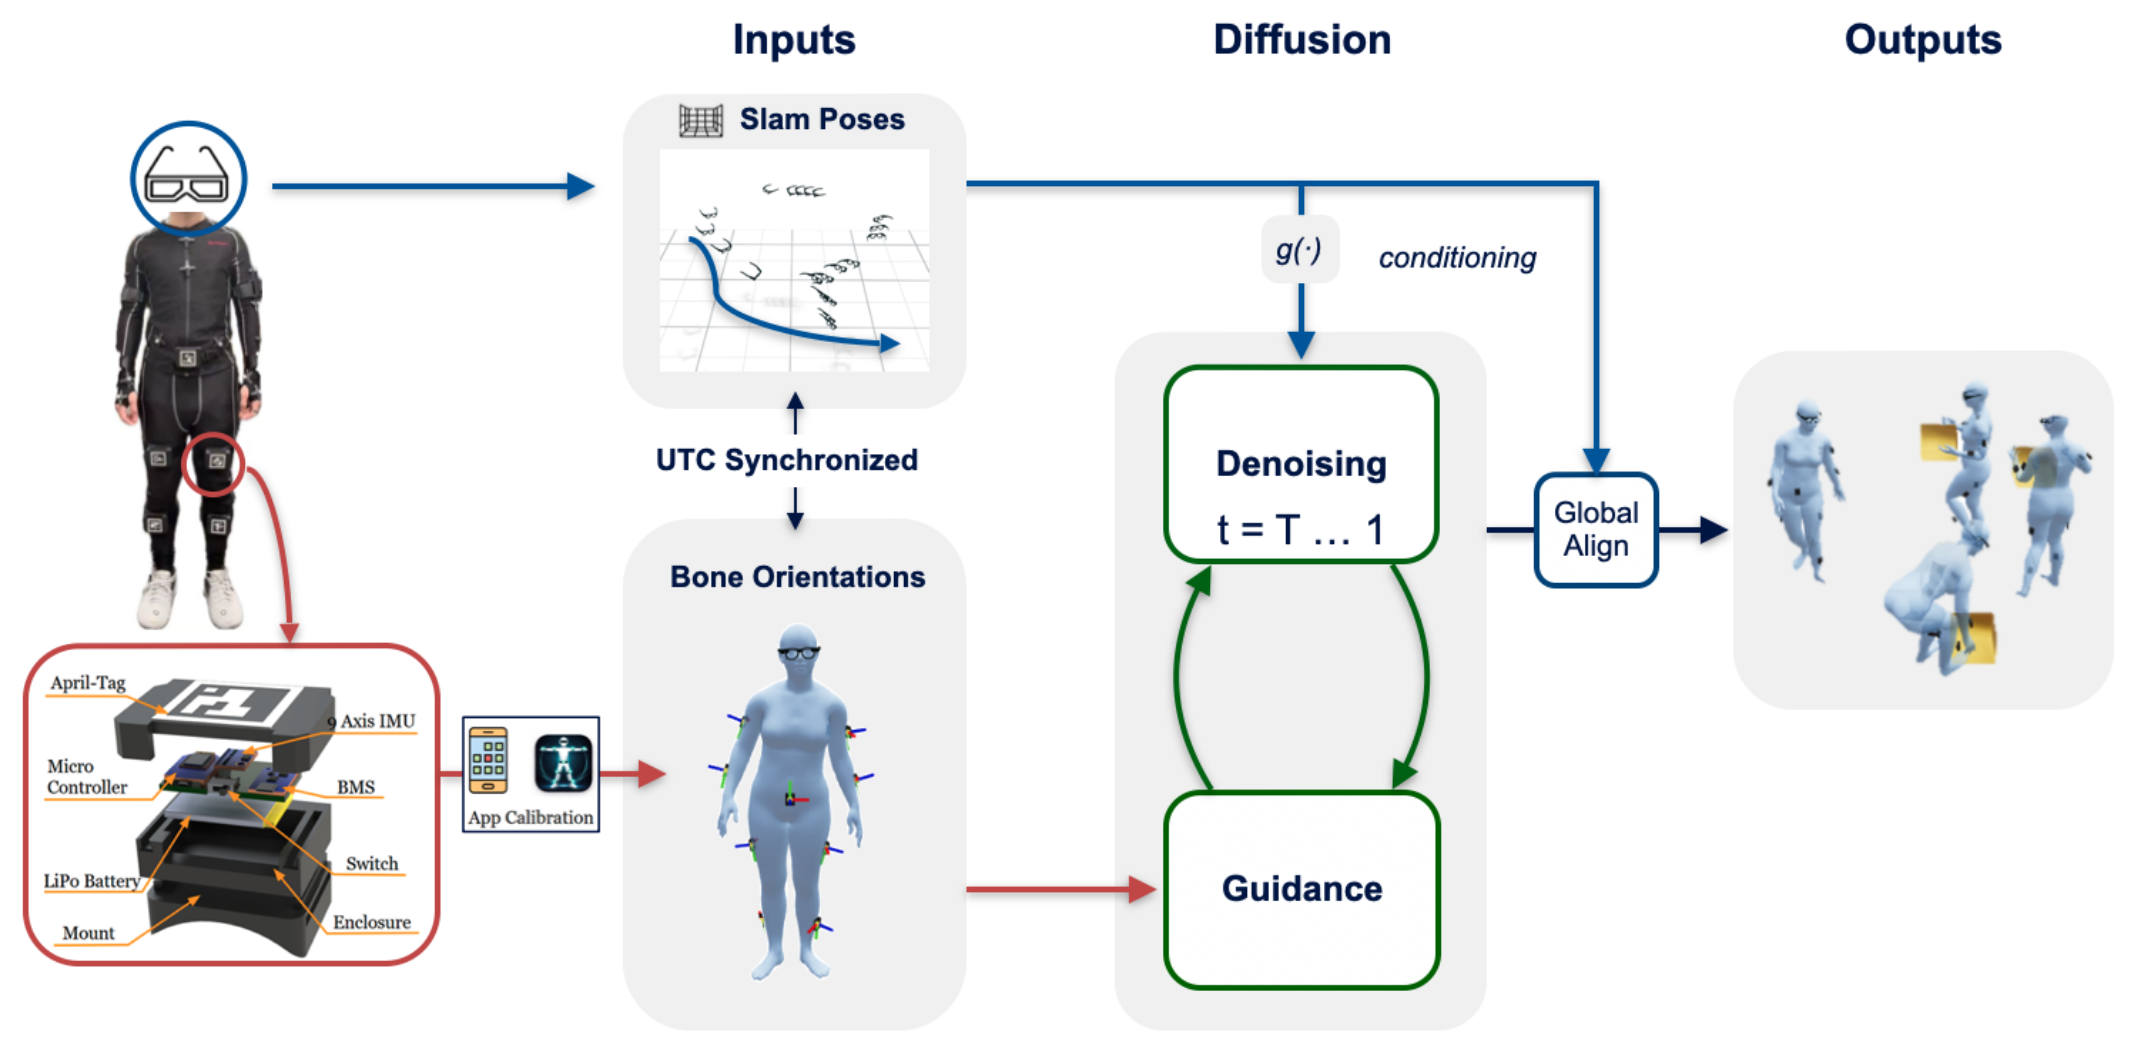 Inputs
Diffusion
Outputs
Slam Poses
g(·)
conditioning
UTC Synchronized
Denoising
t = T ... 1
Global
Align
Bone Orientations
April-Tag
9 Axis IMU
Micro
Controller
BMS
App Calibration
Switch
LiPo Battery
Enclosure
Mount
Guidance